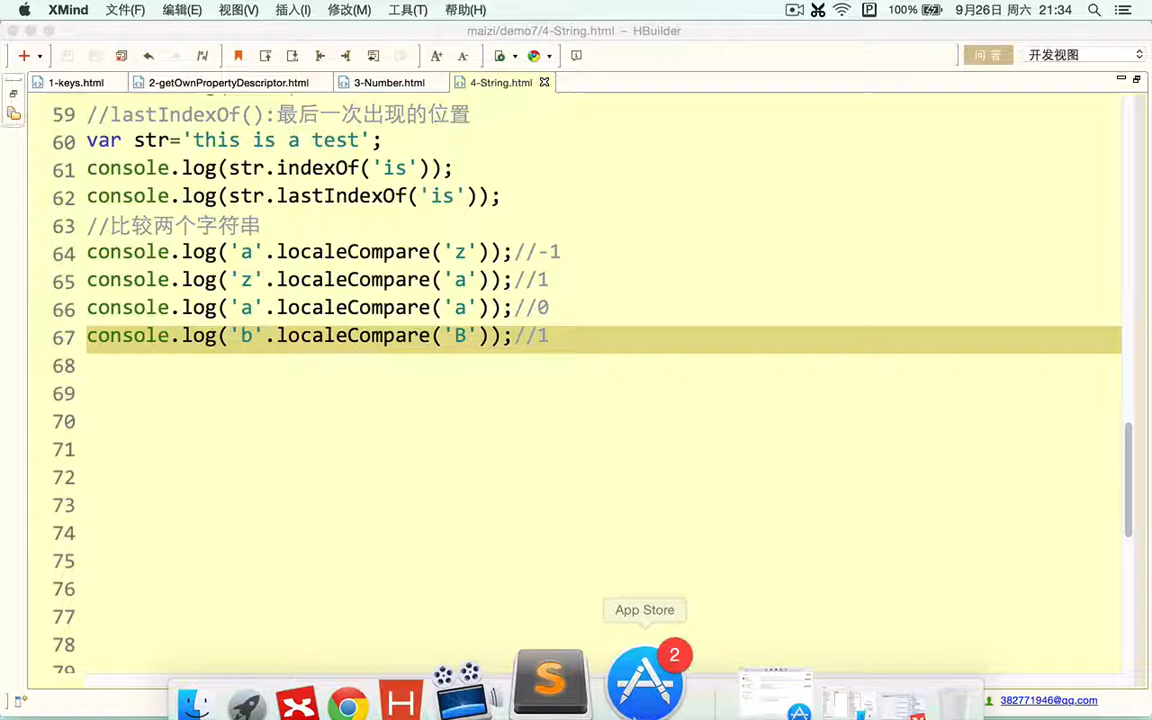 XMind 文件(F) 编辑(E) 视图(V) 插入(I) 修改(M) 工具(T) 帮助(H) 100% 9月26日 周六 21:34
maizi/demo7/4-String.html — HBuilder
问答 开发视图
1-keys.html 2-getOwnPropertyDescriptor.html 3-Number.html 4-String.html
59 //lastIndexOf():最后一次出现的位置
60 var str='this is a test';
61 console.log(str.indexOf('is'));
62 console.log(str.lastIndexOf('is'));
63 //比较两个字符串
64 console.log('a'.localeCompare('z'));//-1
65 console.log('z'.localeCompare('a'));//1
66 console.log('a'.localeCompare('a'));//0
67 console.log('b'.localeCompare('B'));//1
68
69
70
71
72
73
74
75
76
77
78
79
App Store
2
382771946@qq.com